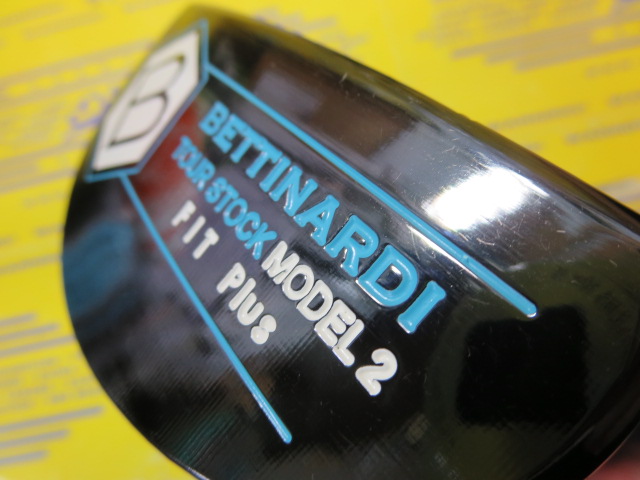 B
BETTINARDI
TOUR STOCK
MODEL 2
FIT Plus